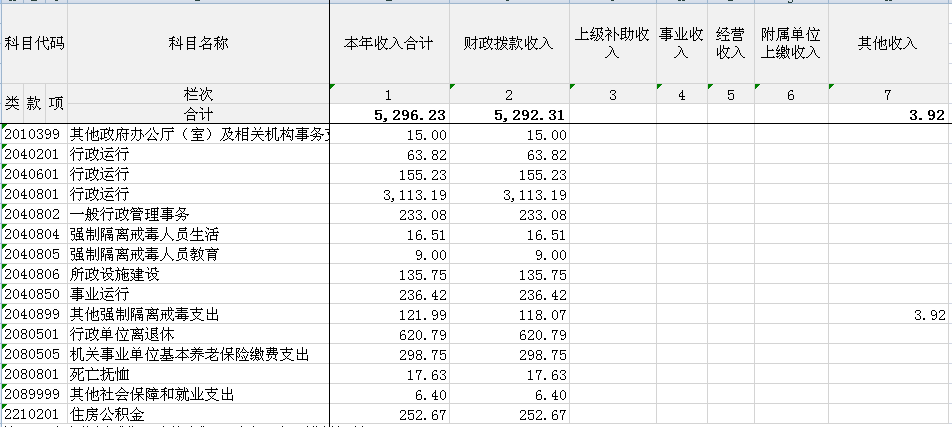 科目代码 科目名称 本年收入合计 财政拨款收入 上级补助收入 事业收入 经营收入 附属单位上缴收入 其他收入
类 款 项 栏次 1 2 3 4 5 6 7
合计 5,296.23 5,292.31 3.92
2010399 其他政府办公厅（室）及相关机构事务 15.00 15.00
2040201 行政运行 63.82 63.82
2040601 行政运行 155.23 155.23
2040801 行政运行 3,113.19 3,113.19
2040802 一般行政管理事务 233.08 233.08
2040804 强制隔离戒毒人员生活 16.51 16.51
2040805 强制隔离戒毒人员教育 9.00 9.00
2040806 所政设施建设 135.75 135.75
2040850 事业运行 236.42 236.42
2040899 其他强制隔离戒毒支出 121.99 118.07 3.92
2080501 行政单位离退休 620.79 620.79
2080505 机关事业单位基本养老保险缴费支出 298.75 298.75
2080801 死亡抚恤 17.63 17.63
2089999 其他社会保障和就业支出 6.40 6.40
2210201 住房公积金 252.67 252.67